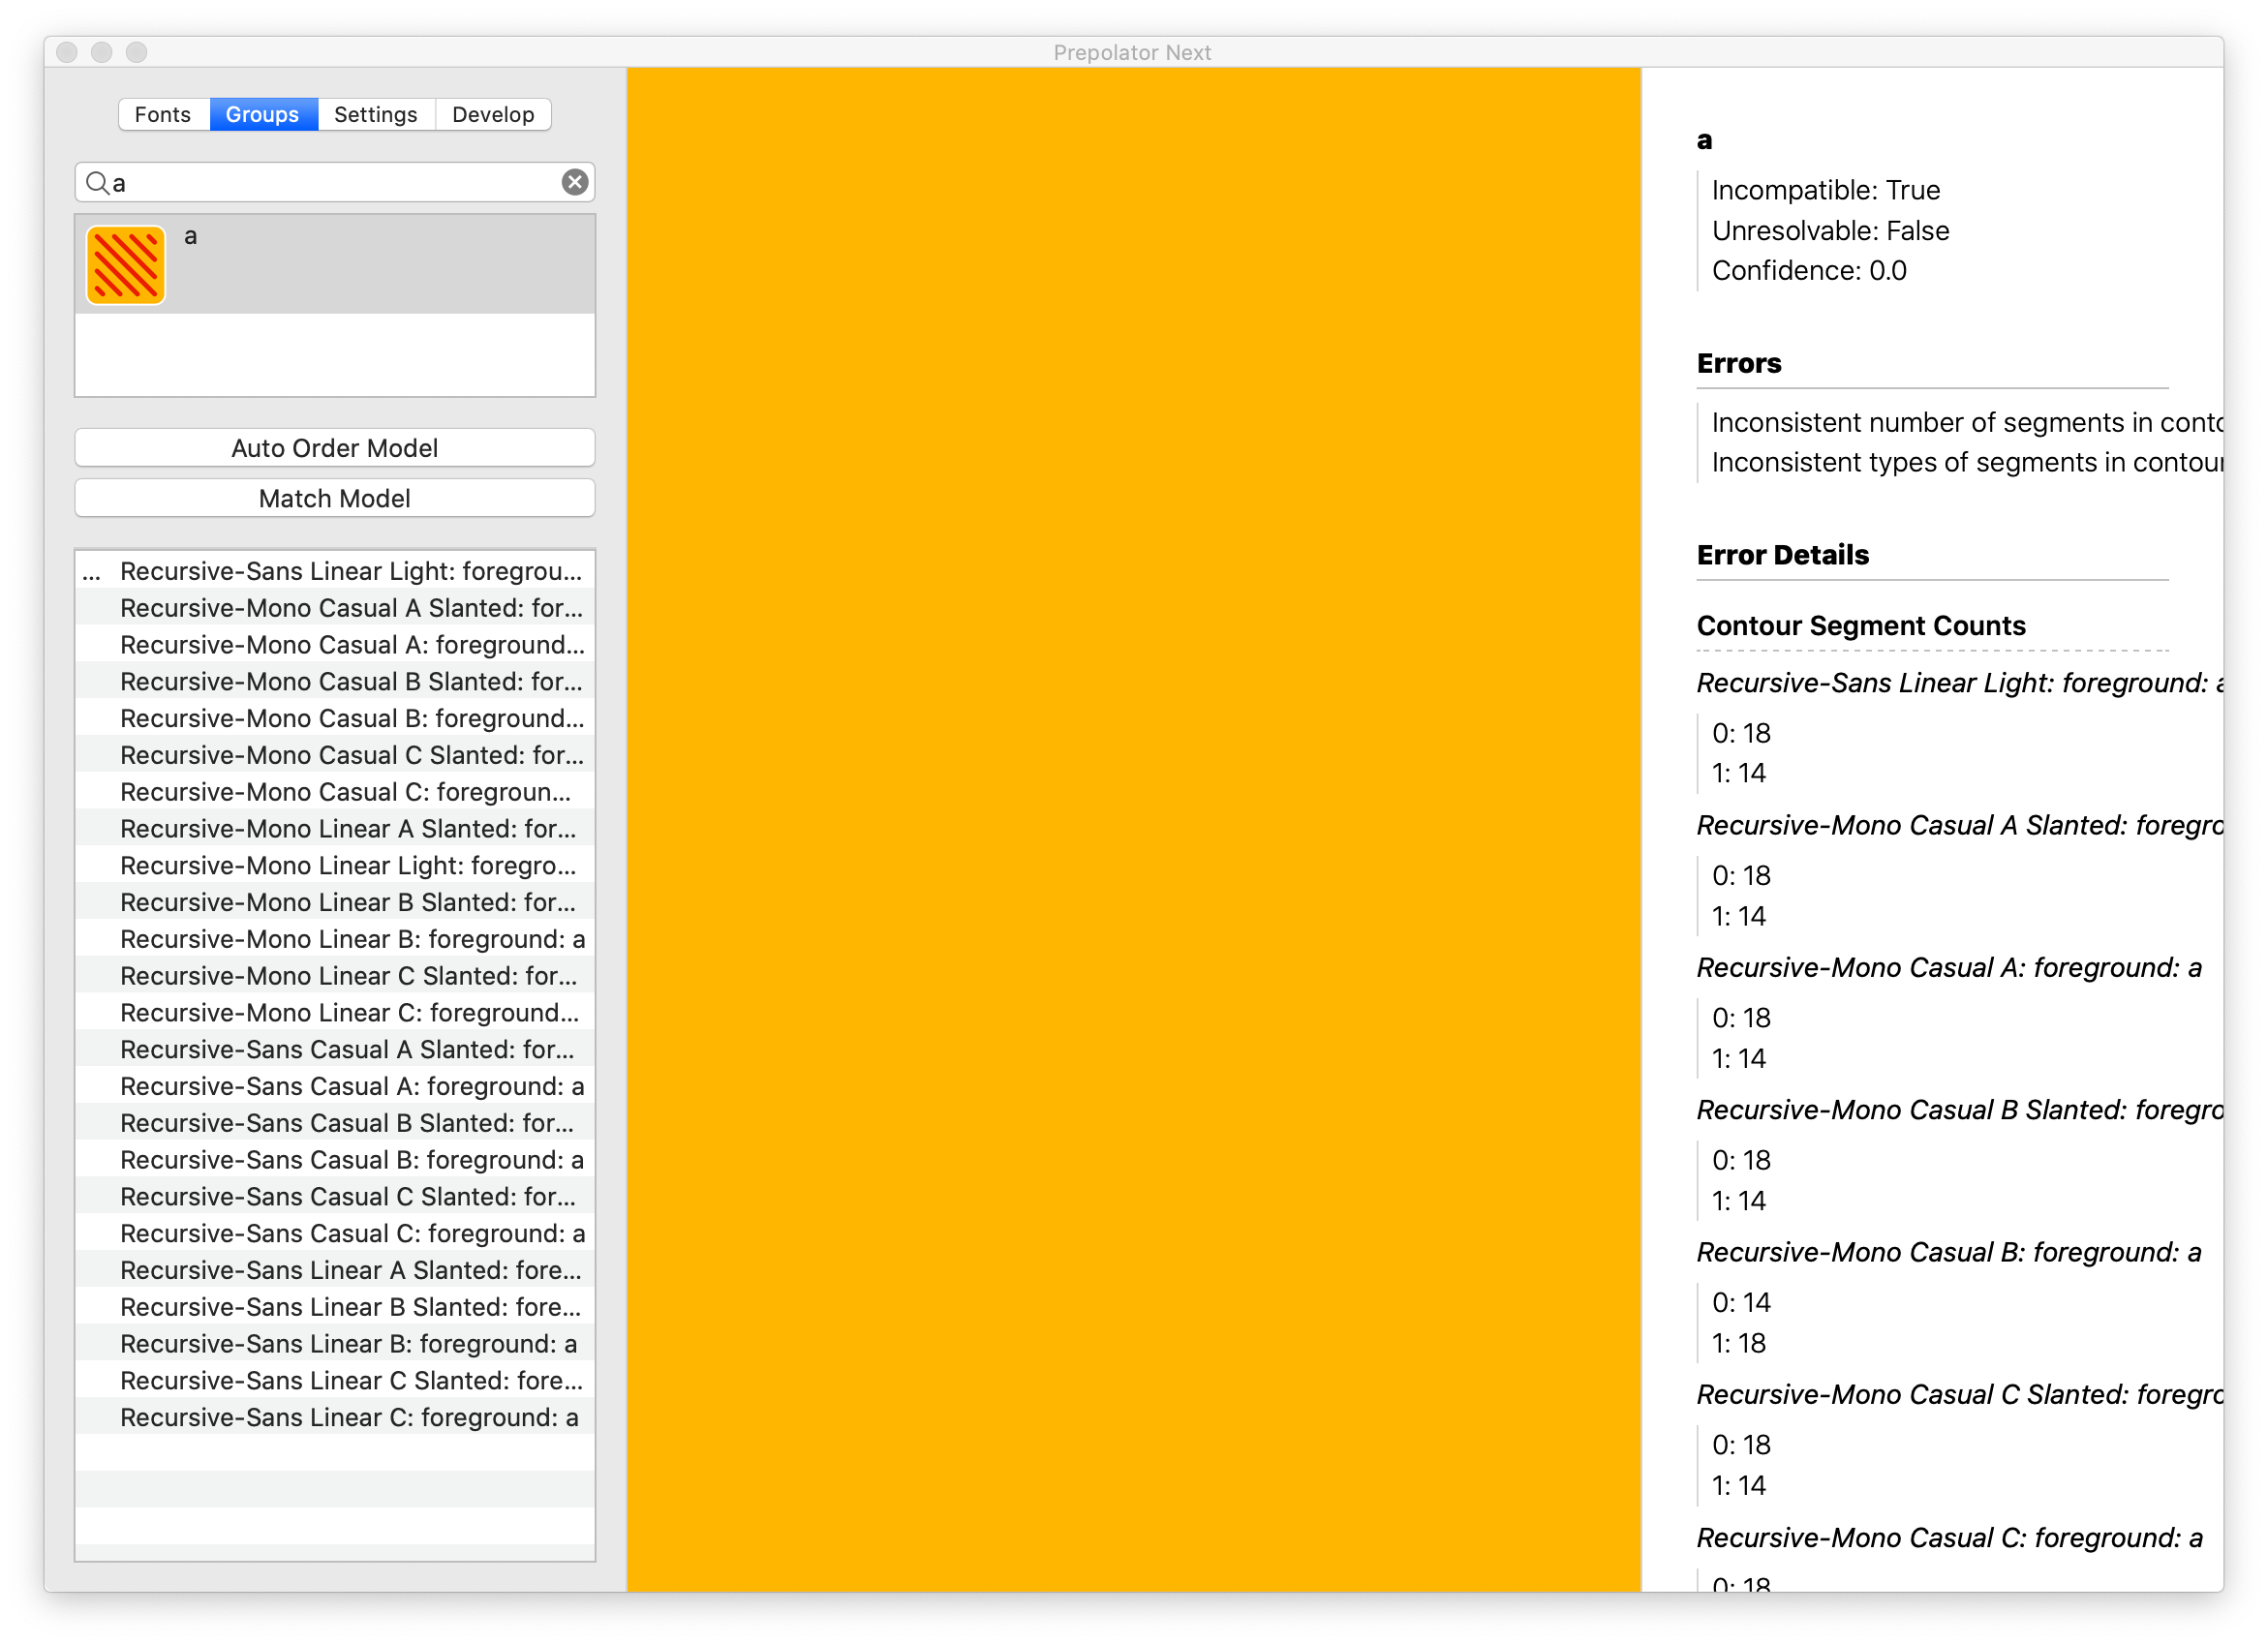 Prepolator Next
Fonts Groups Settings Develop
a
a
Auto Order Model
Match Model
... Recursive-Sans Linear Light: foregrou...
Recursive-Mono Casual A Slanted: for...
Recursive-Mono Casual A: foreground...
Recursive-Mono Casual B Slanted: for...
Recursive-Mono Casual B: foreground...
Recursive-Mono Casual C Slanted: for...
Recursive-Mono Casual C: foregroun...
Recursive-Mono Linear A Slanted: for...
Recursive-Mono Linear Light: foregro...
Recursive-Mono Linear B Slanted: for...
Recursive-Mono Linear B: foreground: a
Recursive-Mono Linear C Slanted: for...
Recursive-Mono Linear C: foreground...
Recursive-Sans Casual A Slanted: for...
Recursive-Sans Casual A: foreground: a
Recursive-Sans Casual B Slanted: for...
Recursive-Sans Casual B: foreground: a
Recursive-Sans Casual C Slanted: for...
Recursive-Sans Casual C: foreground: a
Recursive-Sans Linear A Slanted: fore...
Recursive-Sans Linear B Slanted: fore...
Recursive-Sans Linear B: foreground: a
Recursive-Sans Linear C Slanted: fore...
Recursive-Sans Linear C: foreground: a
a
Incompatible: True
Unresolvable: False
Confidence: 0.0
Errors
Inconsistent number of segments in conto
Inconsistent types of segments in contour
Error Details
Contour Segment Counts
Recursive-Sans Linear Light: foreground: a
0: 18
1: 14
Recursive-Mono Casual A Slanted: foregro
0: 18
1: 14
Recursive-Mono Casual A: foreground: a
0: 18
1: 14
Recursive-Mono Casual B Slanted: foregro
0: 18
1: 14
Recursive-Mono Casual B: foreground: a
0: 14
1: 18
Recursive-Mono Casual C Slanted: foregro
0: 18
1: 14
Recursive-Mono Casual C: foreground: a
0: 18